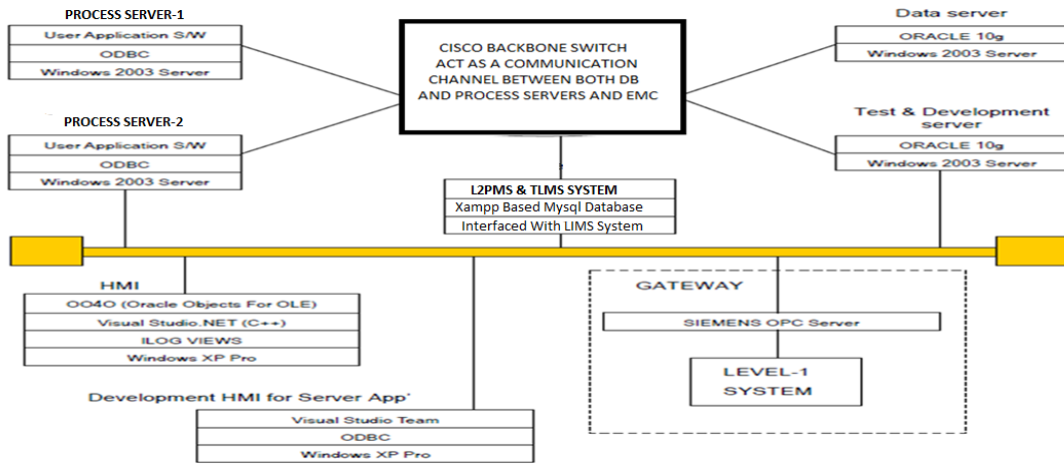 PROCESS SERVER-1
User Application S/W
ODBC
Windows 2003 Server
PROCESS SERVER-2
User Application S/W
ODBC
Windows 2003 Server
CISCO BACKBONE SWITCH
ACT AS A COMMUNICATION
CHANNEL BETWEEN BOTH DB
AND PROCESS SERVERS AND EMC
Data server
ORACLE 10g
Windows 2003 Server
Test & Development
server
ORACLE 10g
Windows 2003 Server
L2PMS & TLMS SYSTEM
Xampp Based Mysql Database
Interfaced With LIMS System
HMI
OO4O (Oracle Objects For OLE)
Visual Studio.NET (C++)
ILOG VIEWS
Windows XP Pro
GATEWAY
SIEMENS OPC Server
LEVEL-1
SYSTEM
Development HMI for Server App'
Visual Studio Team
ODBC
Windows XP Pro